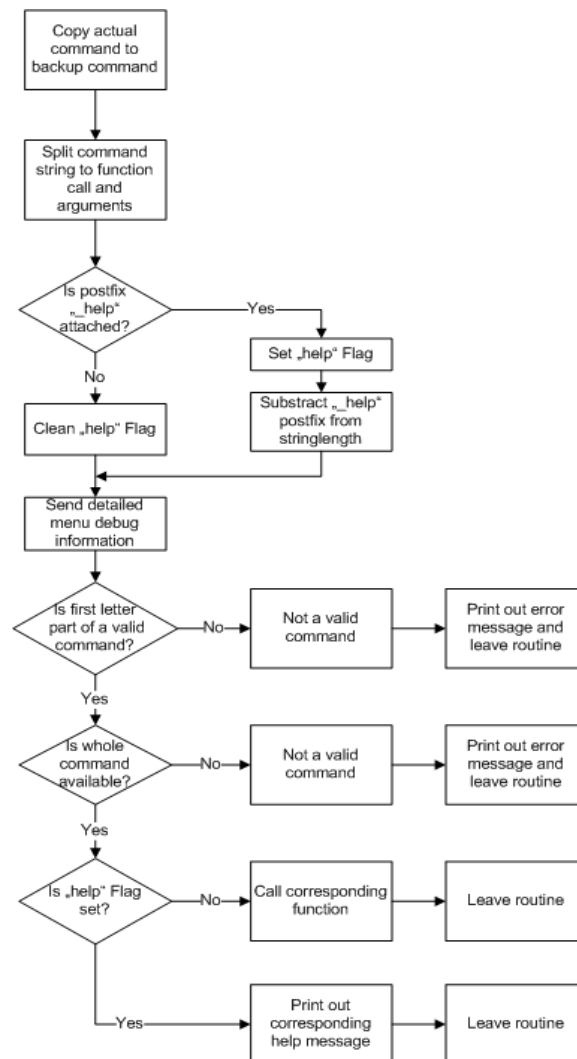 Copy actual
command to
backup command
Split command
string to function
call and
arguments
Is postfix
„_help“
attached?
Yes
Set „help“ Flag
No
Substract „_help“
postfix from
stringlength
Clean „help“ Flag
Send detailed
menu debug
information
Is first letter
part of a valid
command?
No
Not a valid
command
Print out error
message and
leave routine
Yes
Is whole
command
available?
No
Not a valid
command
Print out error
message and
leave routine
Yes
Is „help“ Flag
set?
No
Call corresponding
function
Leave routine
Yes
Print out
corresponding
help message
Leave routine